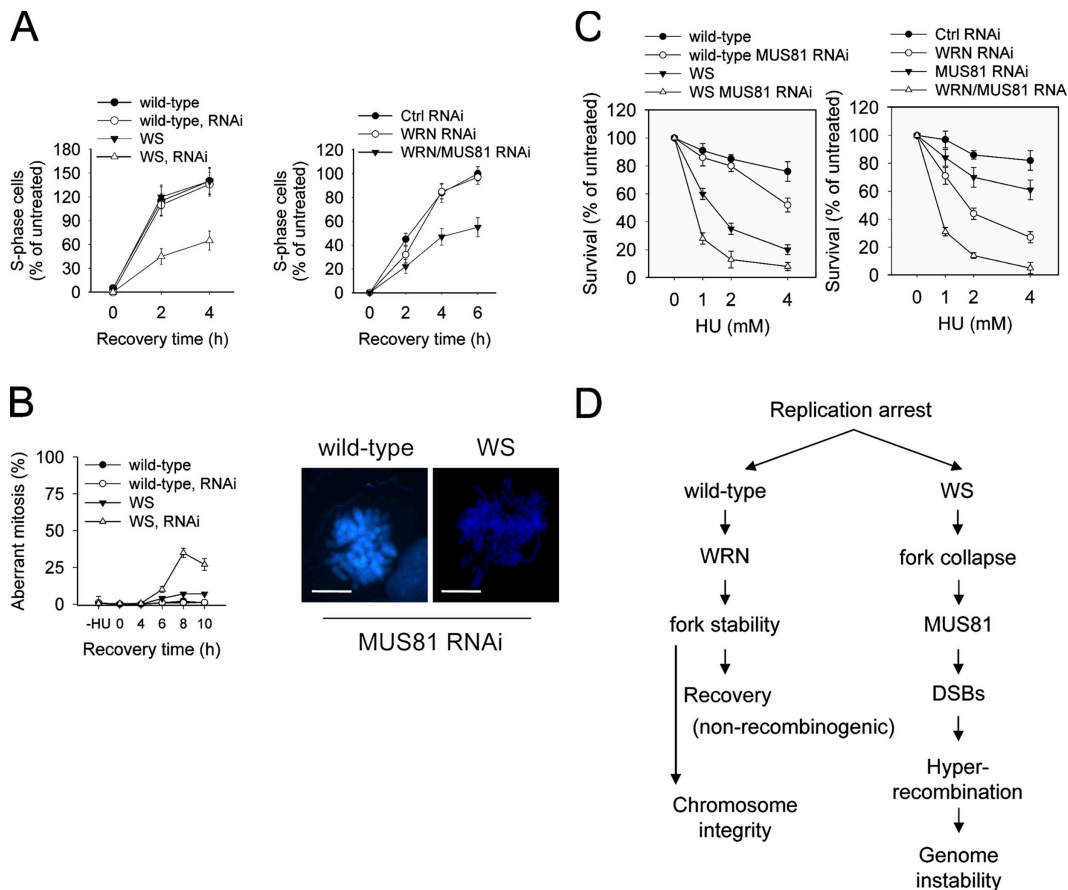 A
wild-type
wild-type, RNAi
WS
WS, RNAi
S-phase cells
(% of untreated)
150
120
90
60
30
0
0 2 4
Recovery time (h)
Ctrl RNAi
WRN RNAi
WRN/MUS81 RNAi
S-phase cells
(% of untreated)
100
80
60
40
20
0
0 2 4 6
Recovery time (h)
B
wild-type
wild-type, RNAi
WS
WS, RNAi
Aberrant mitosis (%)
100
75
50
25
0
-HU 0 4 6 8 10
Recovery time (h)
wild-type WS
MUS81 RNAi
C
wild-type
wild-type MUS81 RNAi
WS
WS MUS81 RNAi
Survival (% of untreated)
120
100
80
60
40
20
0
0 1 2 4
HU (mM)
Ctrl RNAi
WRN RNAi
MUS81 RNAi
WRN/MUS81 RNA
Survival (% of untreated)
120
100
80
60
40
20
0
0 1 2 4
HU (mM)
D
Replication arrest
wild-type
WRN
fork stability
Recovery
(non-recombinogenic)
Chromosome
integrity
WS
fork collapse
MUS81
DSBs
Hyper-
recombination
Genome
instability